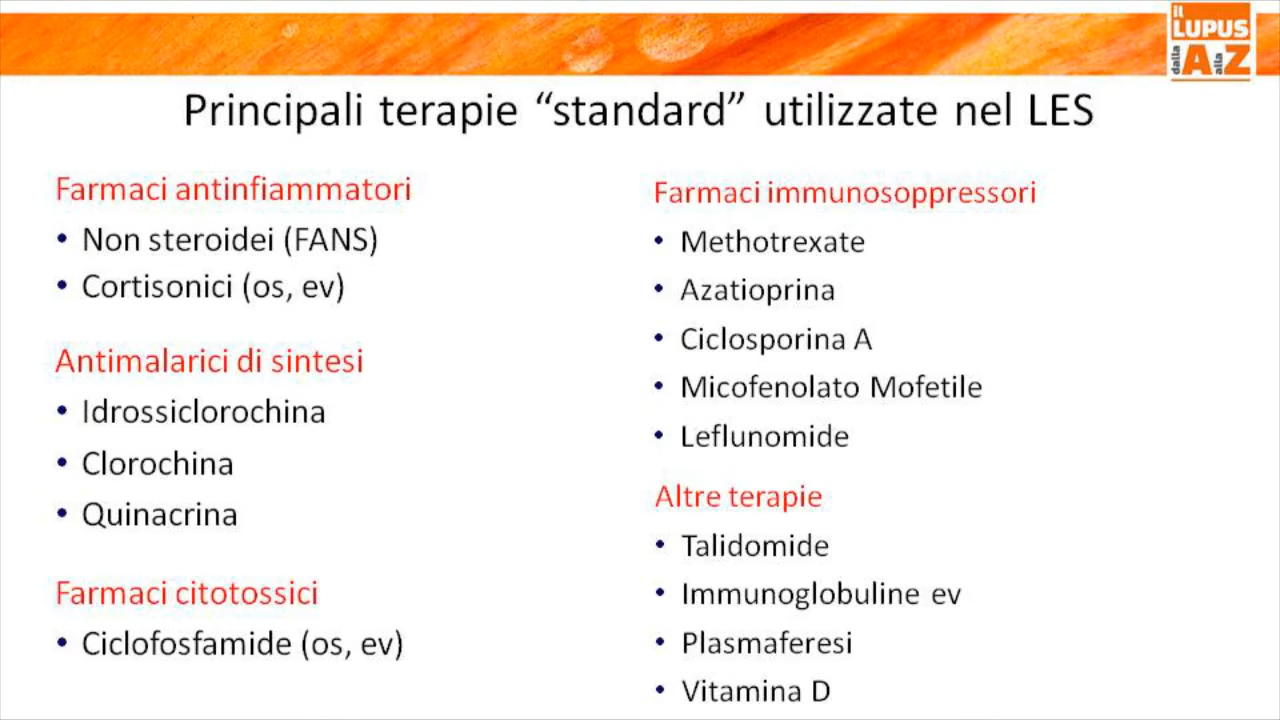 il
LUPUS
dalla A alla Z
Principali terapie “standard” utilizzate nel LES
Farmaci antinfiammatori
• Non steroidei (FANS)
• Cortisonici (os, ev)
Antimalarici di sintesi
• Idrossiclorochina
• Clorochina
• Quinacrina
Farmaci citotossici
• Ciclofosfamide (os, ev)
Farmaci immunosoppressori
• Methotrexate
• Azatioprina
• Ciclosporina A
• Micofenolato Mofetile
• Leflunomide
Altre terapie
• Talidomide
• Immunoglobuline ev
• Plasmaferesi
• Vitamina D